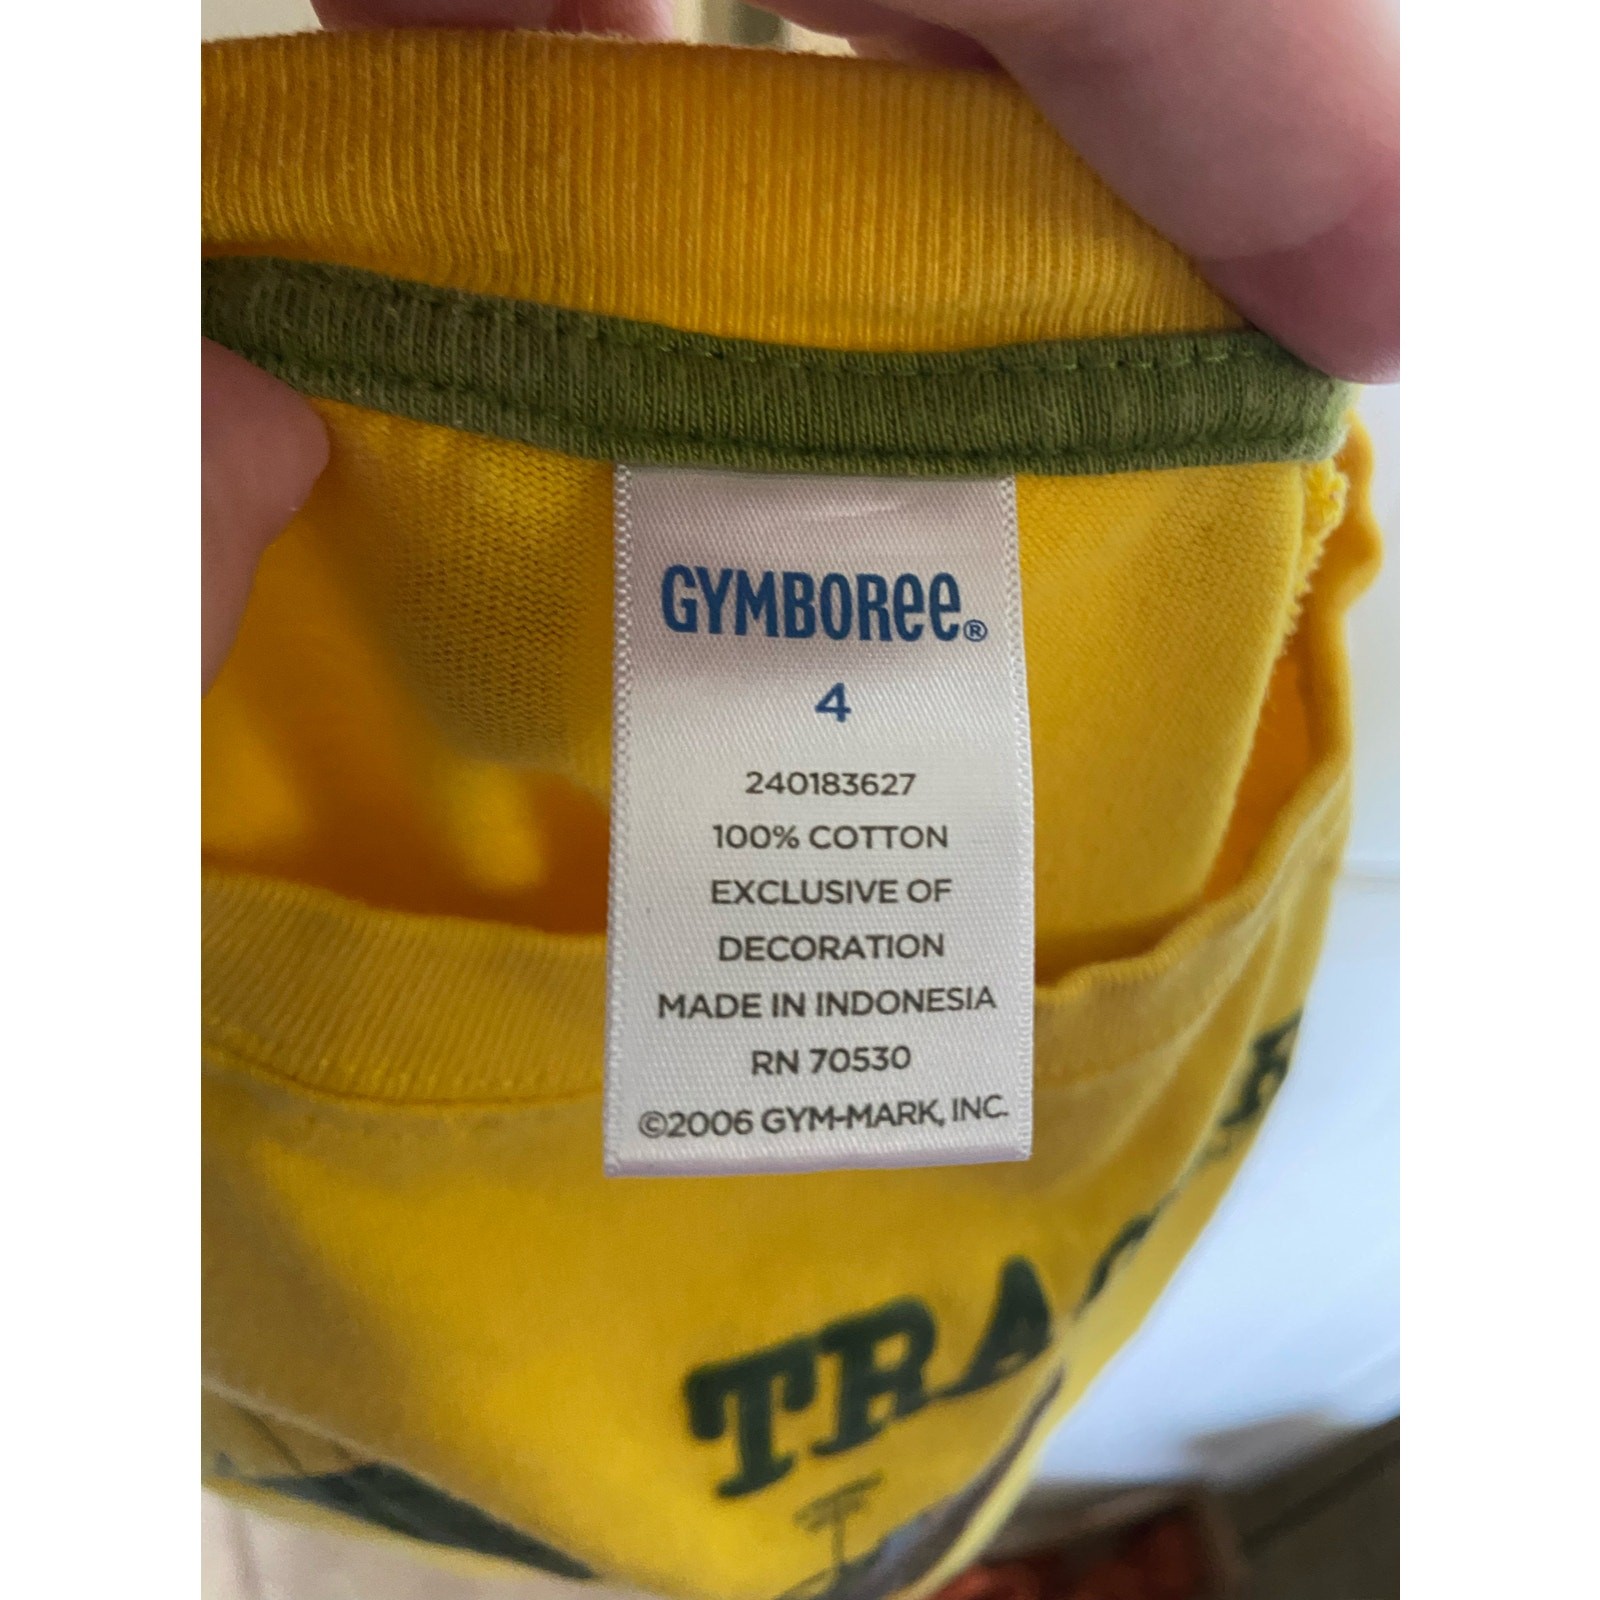 GYMBOREE®
4
240183627
100% COTTON
EXCLUSIVE OF
DECORATION
MADE IN INDONESIA
RN 70530
©2006 GYM-MARK, INC.